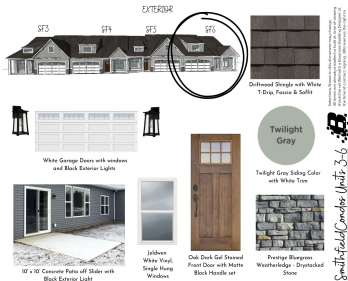 EXTERIOR
SF3
SF4
SF5
SF6
Driftwood Shingle with White
T-Drip, Fascia & Soffit
White Garage Doors with windows
and Black Exterior Lights
Twilight
Gray
Twilight Gray Siding Color
with White Trim
10' x 10' Concrete Patio off Slider with
Black Exterior Light
Jeldwen
White Vinyl,
Single Hung
Windows
Oak Dark Gel Stained
Front Door with Matte
Black Handle set
Prestige Bluegrass
Weatherledge - Drystacked
Stone
Smithfield Condos Units 3-6